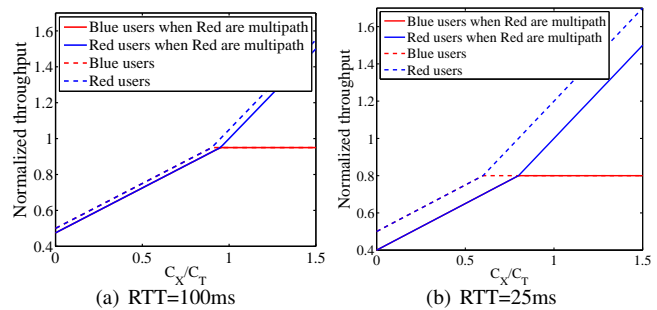 Blue users when Red are multipath
Red users when Red are multipath
Blue users
Red users
Normalized throughput
1.6
1.4
1.2
1
0.8
0.6
0.4
0
0.5
1
1.5
C_X/C_T
(a) RTT=100ms
Blue users when Red are multipath
Red users when Red are multipath
Blue users
Red users
Normalized throughput
1.6
1.4
1.2
1
0.8
0.6
0.4
0
0.5
1
1.5
C_X/C_T
(b) RTT=25ms